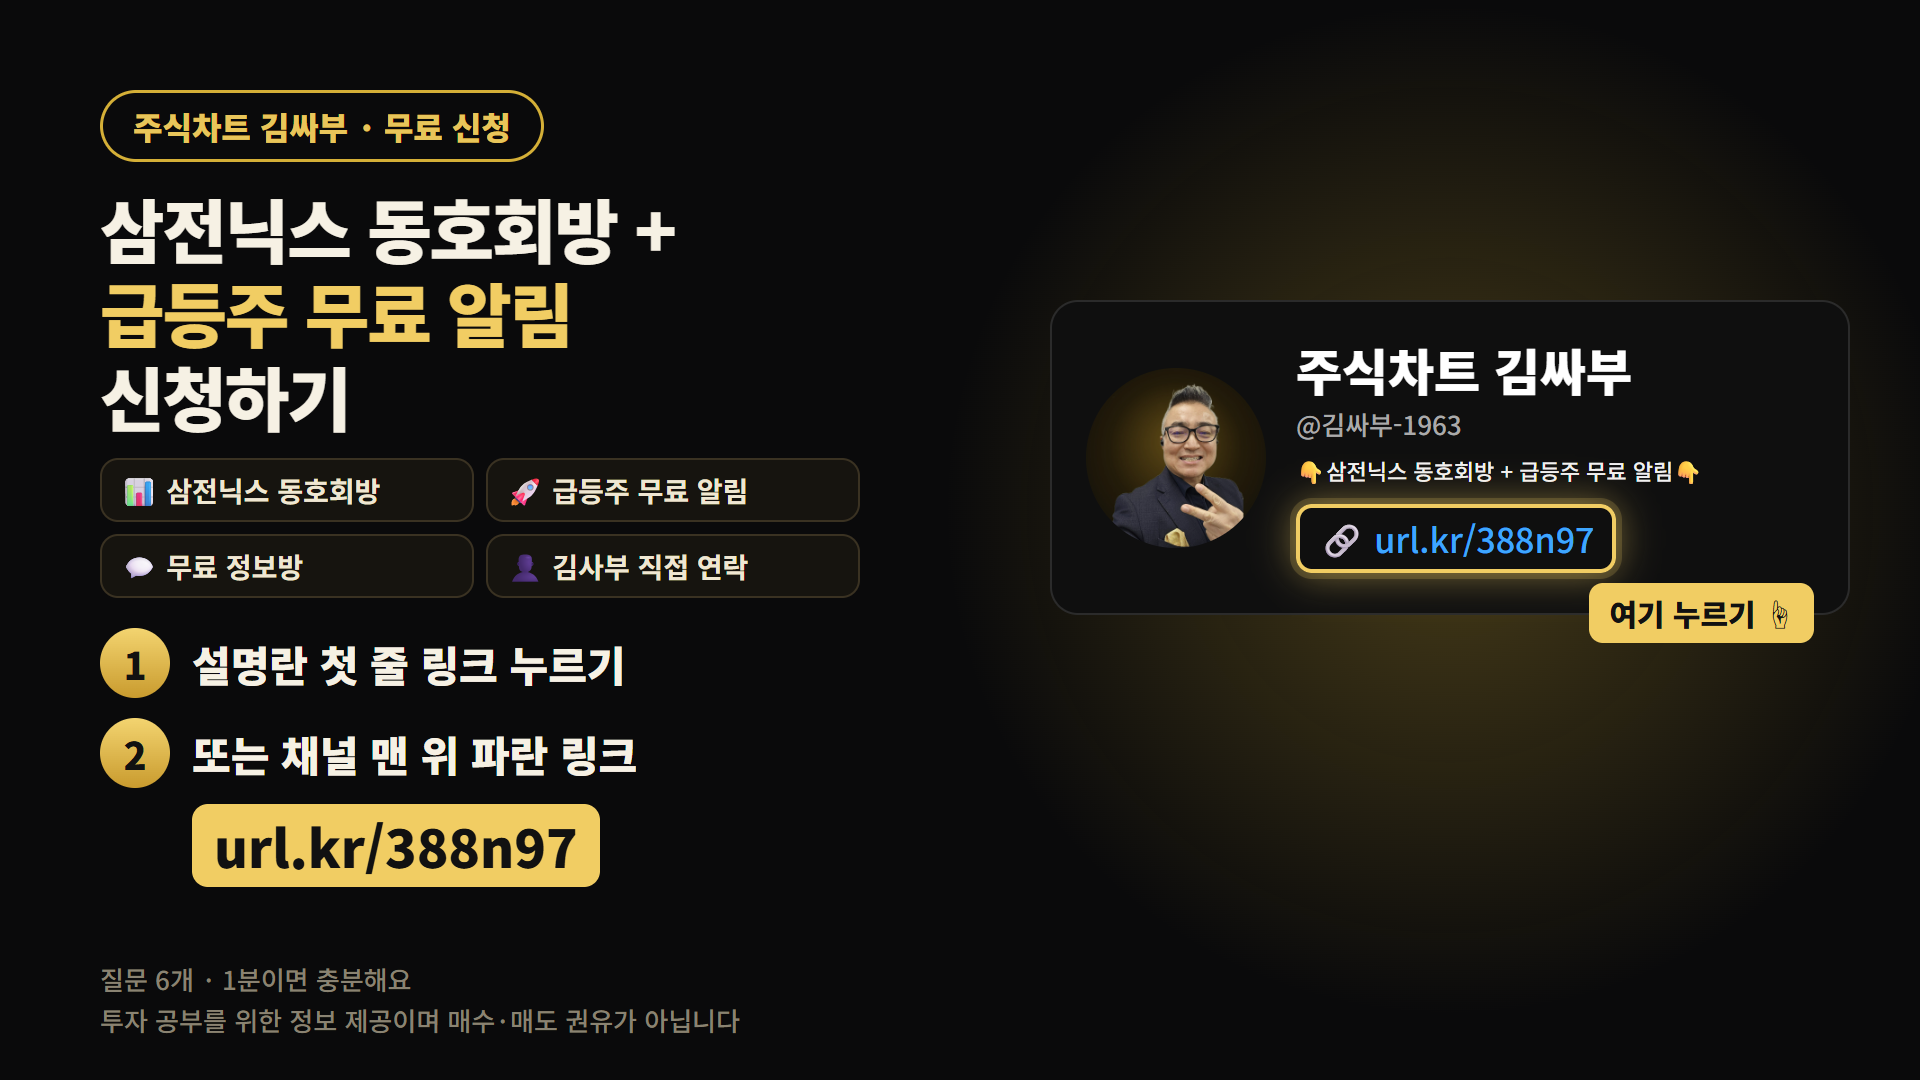 주식차트 김싸부 · 무료 신청
삼전닉스 동호회방 +
급등주 무료 알림
신청하기
📊 삼전닉스 동호회방
🚀 급등주 무료 알림
💬 무료 정보방
👤 김사부 직접 연락
1 설명란 첫 줄 링크 누르기
2 또는 채널 맨 위 파란 링크
url.kr/388n97
질문 6개 · 1분이면 충분해요
투자 공부를 위한 정보 제공이며 매수·매도 권유가 아닙니다
주식차트 김싸부
@김싸부-1963
👇삼전닉스 동호회방 + 급등주 무료 알림👇
🔗 url.kr/388n97
여기 누르기 ☝